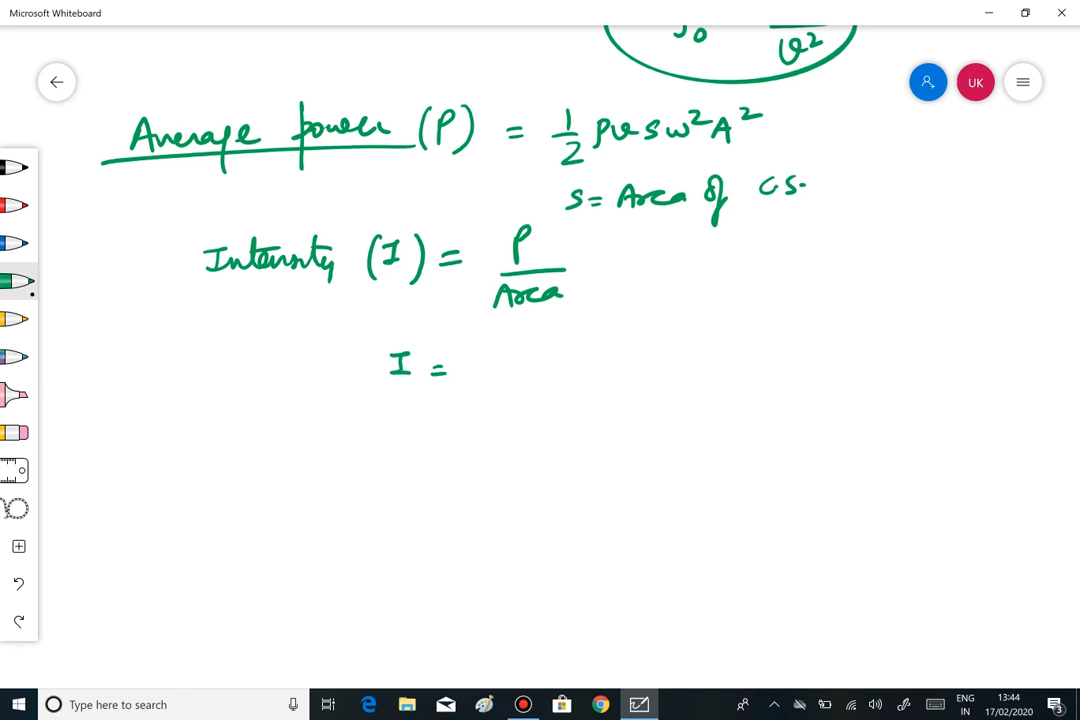 Microsoft Whiteboard
UK
Average power (P) = 1/2 ρvSω²A²
S = Area of CS.
Intensity (I) = P/Area
I =
Type here to search
ENG
IN
13:44
17/02/2020
3